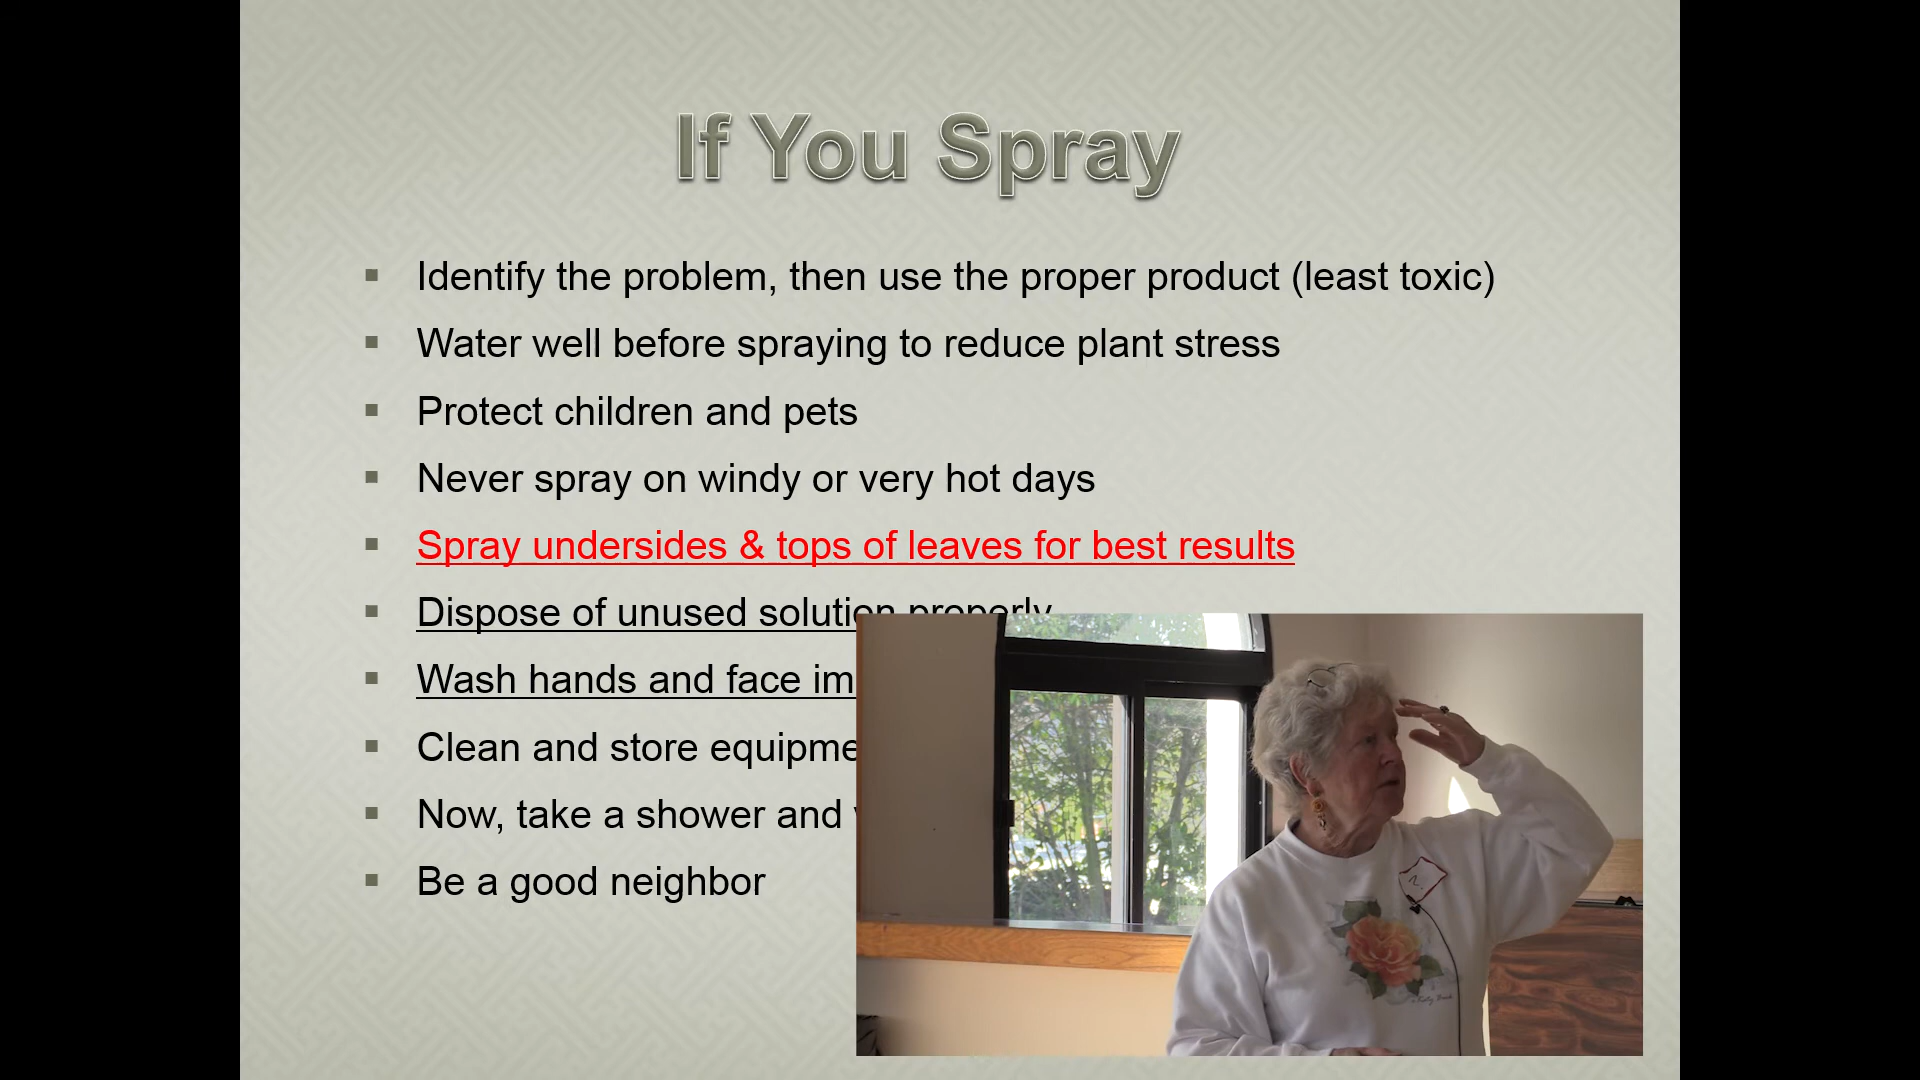 If You Spray
Identify the problem, then use the proper product (least toxic)
Water well before spraying to reduce plant stress
Protect children and pets
Never spray on windy or very hot days
Spray undersides & tops of leaves for best results
Dispose of unused solution properly
Wash hands and face im
Clean and store equipme
Now, take a shower and
Be a good neighbor